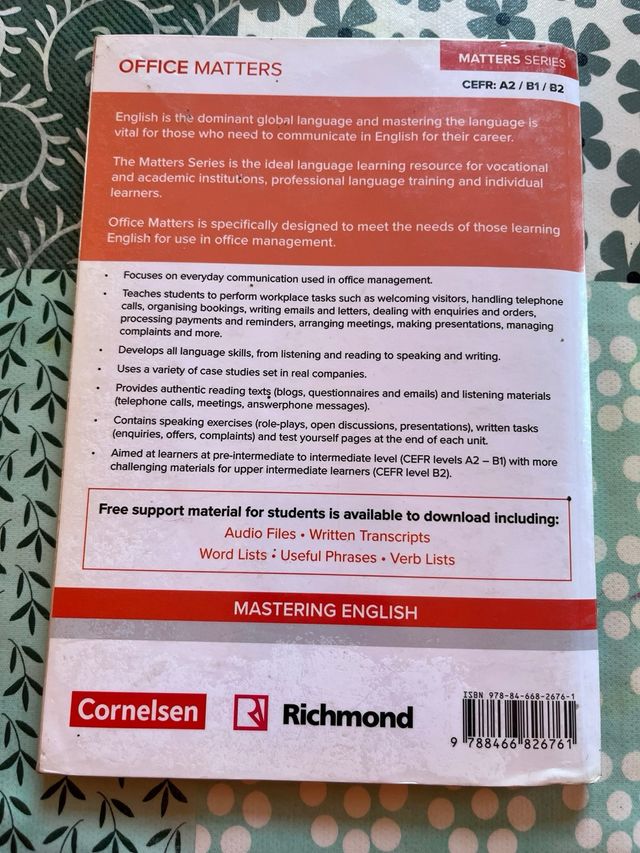 MATTERS SERIES
OFFICE MATTERS
CEFR: A2 / B1 / B2
English is the dominant global language and mastering the language is
vital for those who need to communicate in English for their career.
The Matters Series is the ideal language learning resource for vocational
and academic institutions, professional language training and individual
learners.
Office Matters is specifically designed to meet the needs of those learning
English for use in office management.
• Focuses on everyday communication used in office management.
• Teaches students to perform workplace tasks such as welcoming visitors, handling telephone
calls, organising bookings, writing emails and letters, dealing with enquiries and orders,
processing payments and reminders, arranging meetings, making presentations, managing
complaints and more.
• Develops all language skills, from listening and reading to speaking and writing.
• Uses a variety of case studies set in real companies.
• Provides authentic reading texts (blogs, questionnaires and emails) and listening materials
(telephone calls, meetings, answerphone messages).
• Contains speaking exercises (role-plays, open discussions, presentations), written tasks
(enquiries, offers, complaints) and test yourself pages at the end of each unit.
• Aimed at learners at pre-intermediate to intermediate level (CEFR levels A2 – B1) with more
challenging materials for upper intermediate learners (CEFR level B2).
Free support material for students is available to download including:
Audio Files • Written Transcripts
Word Lists • Useful Phrases • Verb Lists
MASTERING ENGLISH
Cornelsen
Richmond
ISBN 978-84-668-2676-1
9 788466 826761